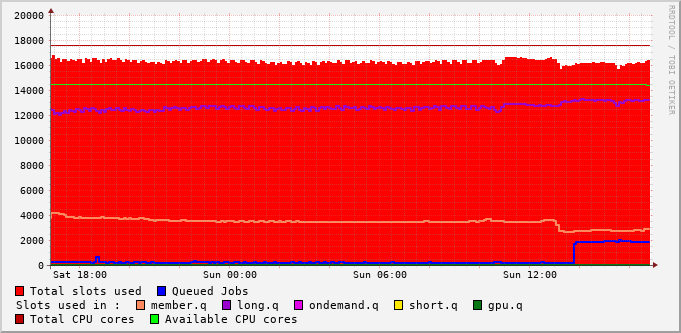 20000
18000
16000
14000
12000
10000
8000
6000
4000
2000
0
Sat 18:00 Sun 00:00 Sun 06:00 Sun 12:00
RRDTOOL / TOBI OETIKER
Total slots used Queued Jobs
Slots used in : member.q long.q ondemand.q short.q gpu.q
Total CPU cores Available CPU cores